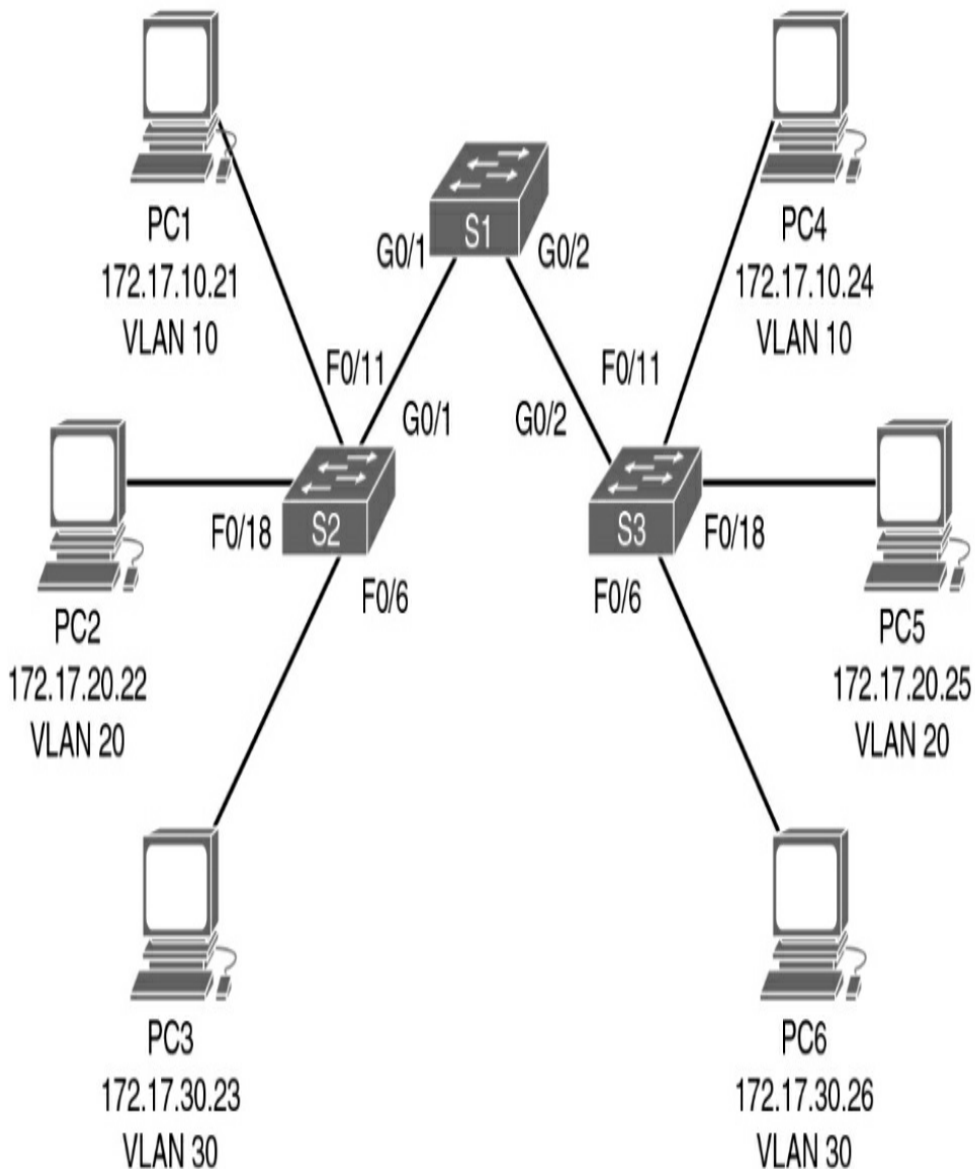 PC1
172.17.10.21
VLAN 10
S1
G0/1
G0/2
PC4
172.17.10.24
VLAN 10
F0/11
G0/1
G0/2
F0/11
PC2
172.17.20.22
VLAN 20
F0/18
S2
F0/6
S3
F0/18
F0/6
PC5
172.17.20.25
VLAN 20
PC3
172.17.30.23
VLAN 30
PC6
172.17.30.26
VLAN 30